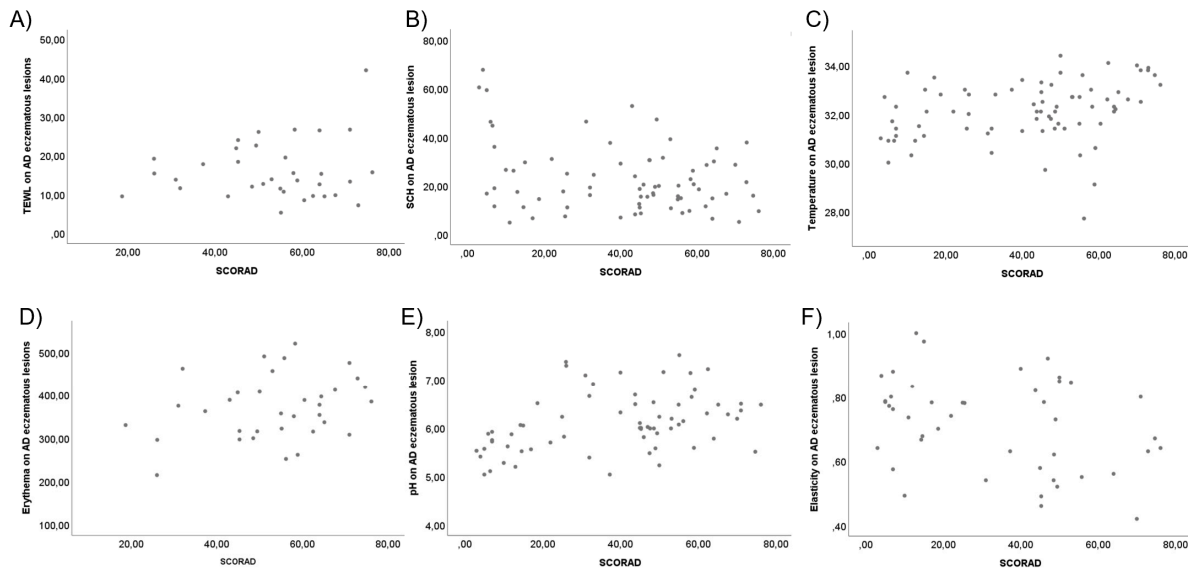 A)
TEWL on AD eczematous lesions
50,00
40,00
30,00
20,00
10,00
,00
20,00 40,00 60,00 80,00
SCORAD
B)
SCH on AD eczematous lesion
80,00
60,00
40,00
20,00
,00
,00 20,00 40,00 60,00 80,00
SCORAD
C)
Temperature on AD eczematous lesion
34,00
32,00
30,00
28,00
,00 20,00 40,00 60,00 80,00
SCORAD
D)
Erythema on AD eczematous lesions
500,00
400,00
300,00
200,00
100,00
20,00 40,00 60,00 80,00
SCORAD
E)
pH on AD eczematous lesion
8,00
7,00
6,00
5,00
4,00
,00 20,00 40,00 60,00 80,00
SCORAD
F)
Elasticity on AD eczematous lesion
1,00
,80
,60
,40
,00 20,00 40,00 60,00 80,00
SCORAD